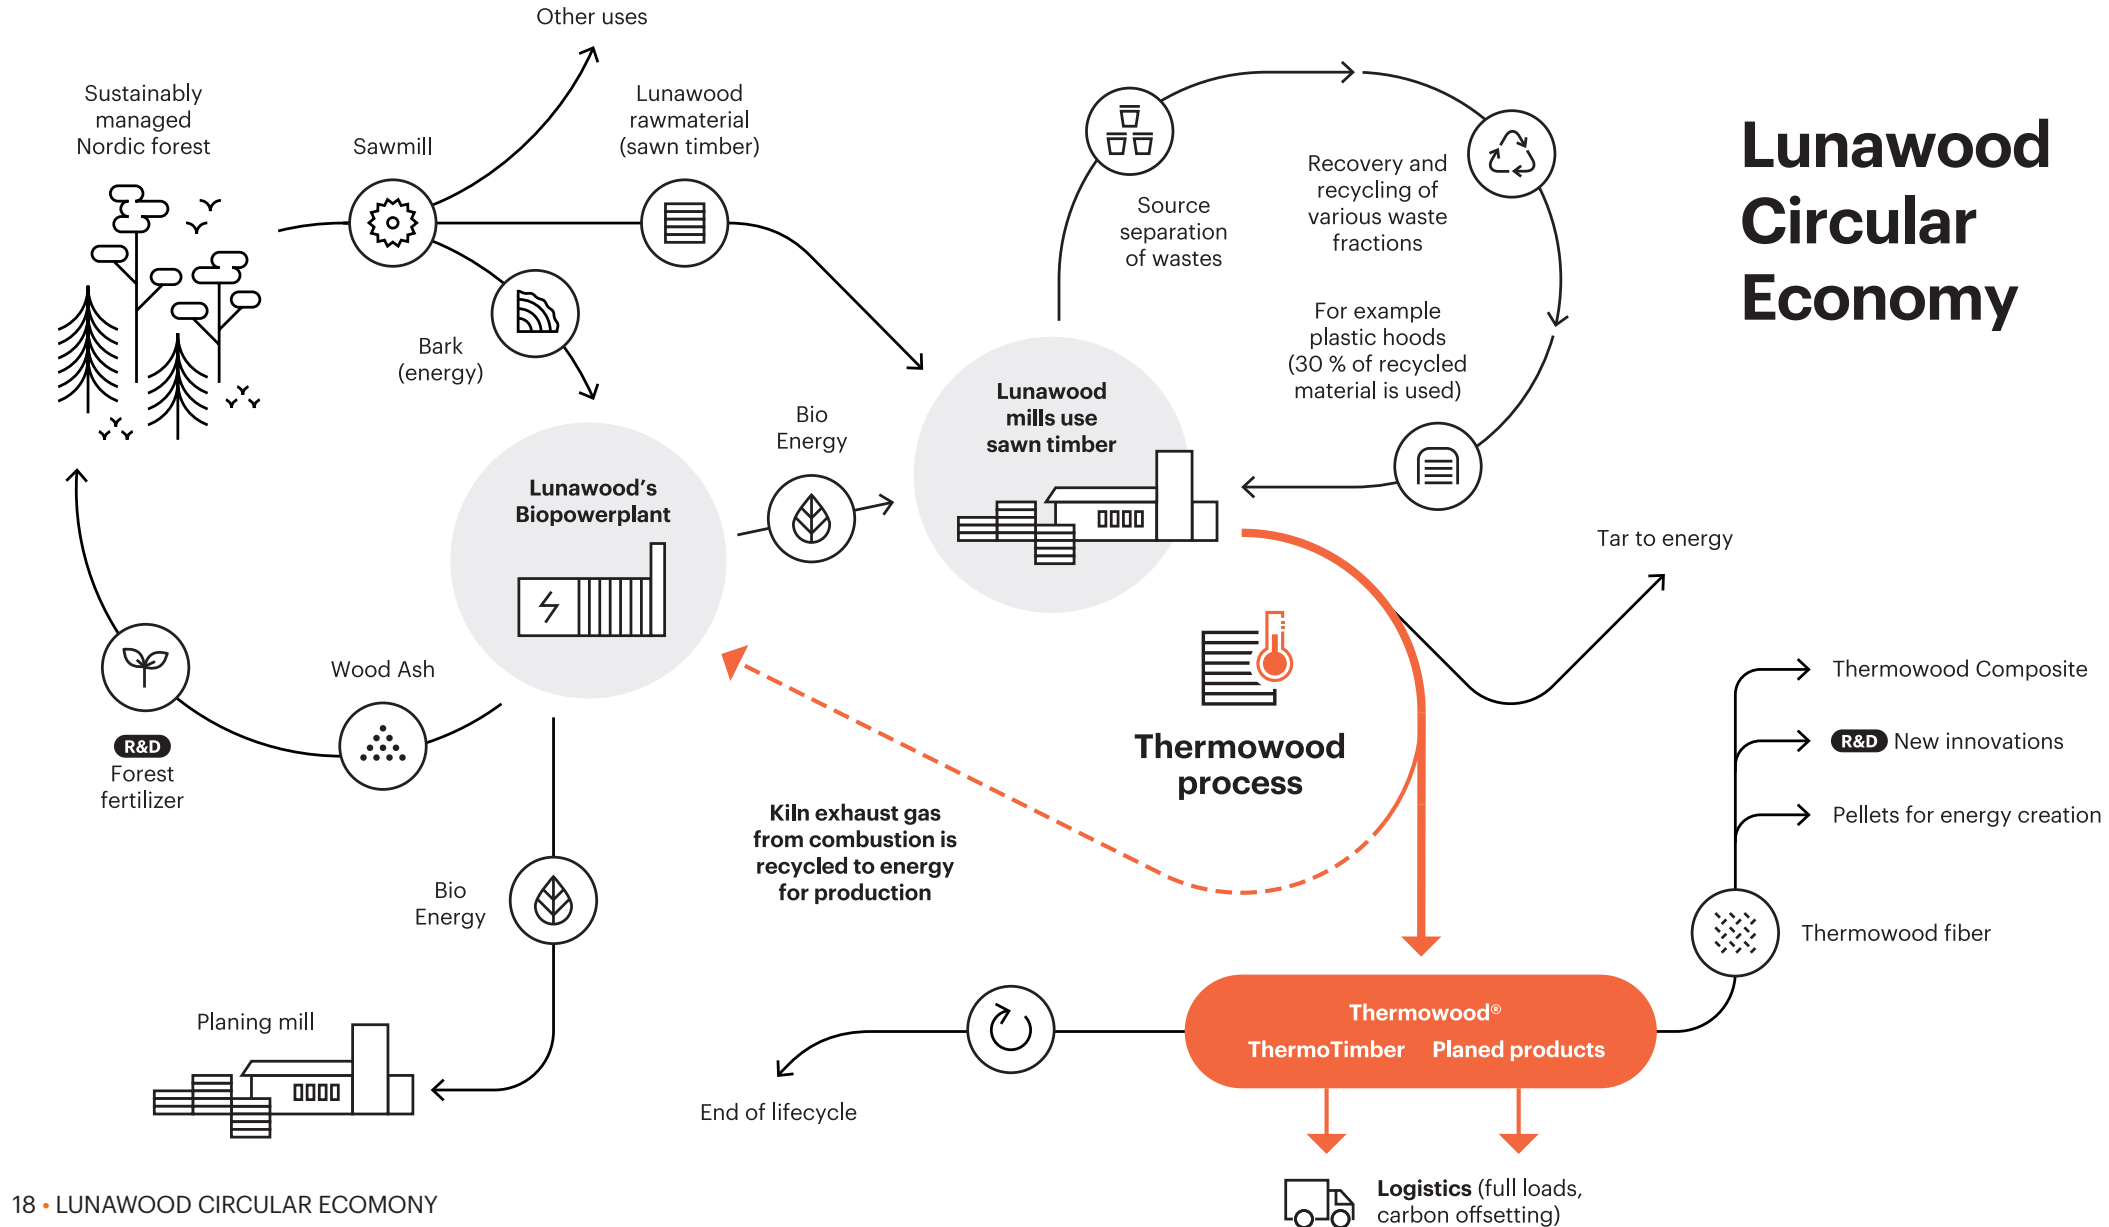 Other uses
Sustainably
managed
Nordic forest
Sawmill
Lunawood
rawmaterial
(sawn timber)
Bark
(energy)
Source
separation
of wastes
Recovery and
recycling of
various waste
fractions
For example
plastic hoods
(30 % of recycled
material is used)
Lunawood
Circular
Economy
Lunawood's
Biopowerplant
Bio
Energy
Lunawood
mills use
sawn timber
Tar to energy
Wood Ash
R&D
Forest
fertilizer
Thermowood
process
Kiln exhaust gas
from combustion is
recycled to energy
for production
Thermowood Composite
R&D New innovations
Pellets for energy creation
Thermowood fiber
Bio
Energy
Planing mill
End of lifecycle
Thermowood®
ThermoTimber Planed products
Logistics (full loads,
carbon offsetting)
18 • LUNAWOOD CIRCULAR ECOMONY